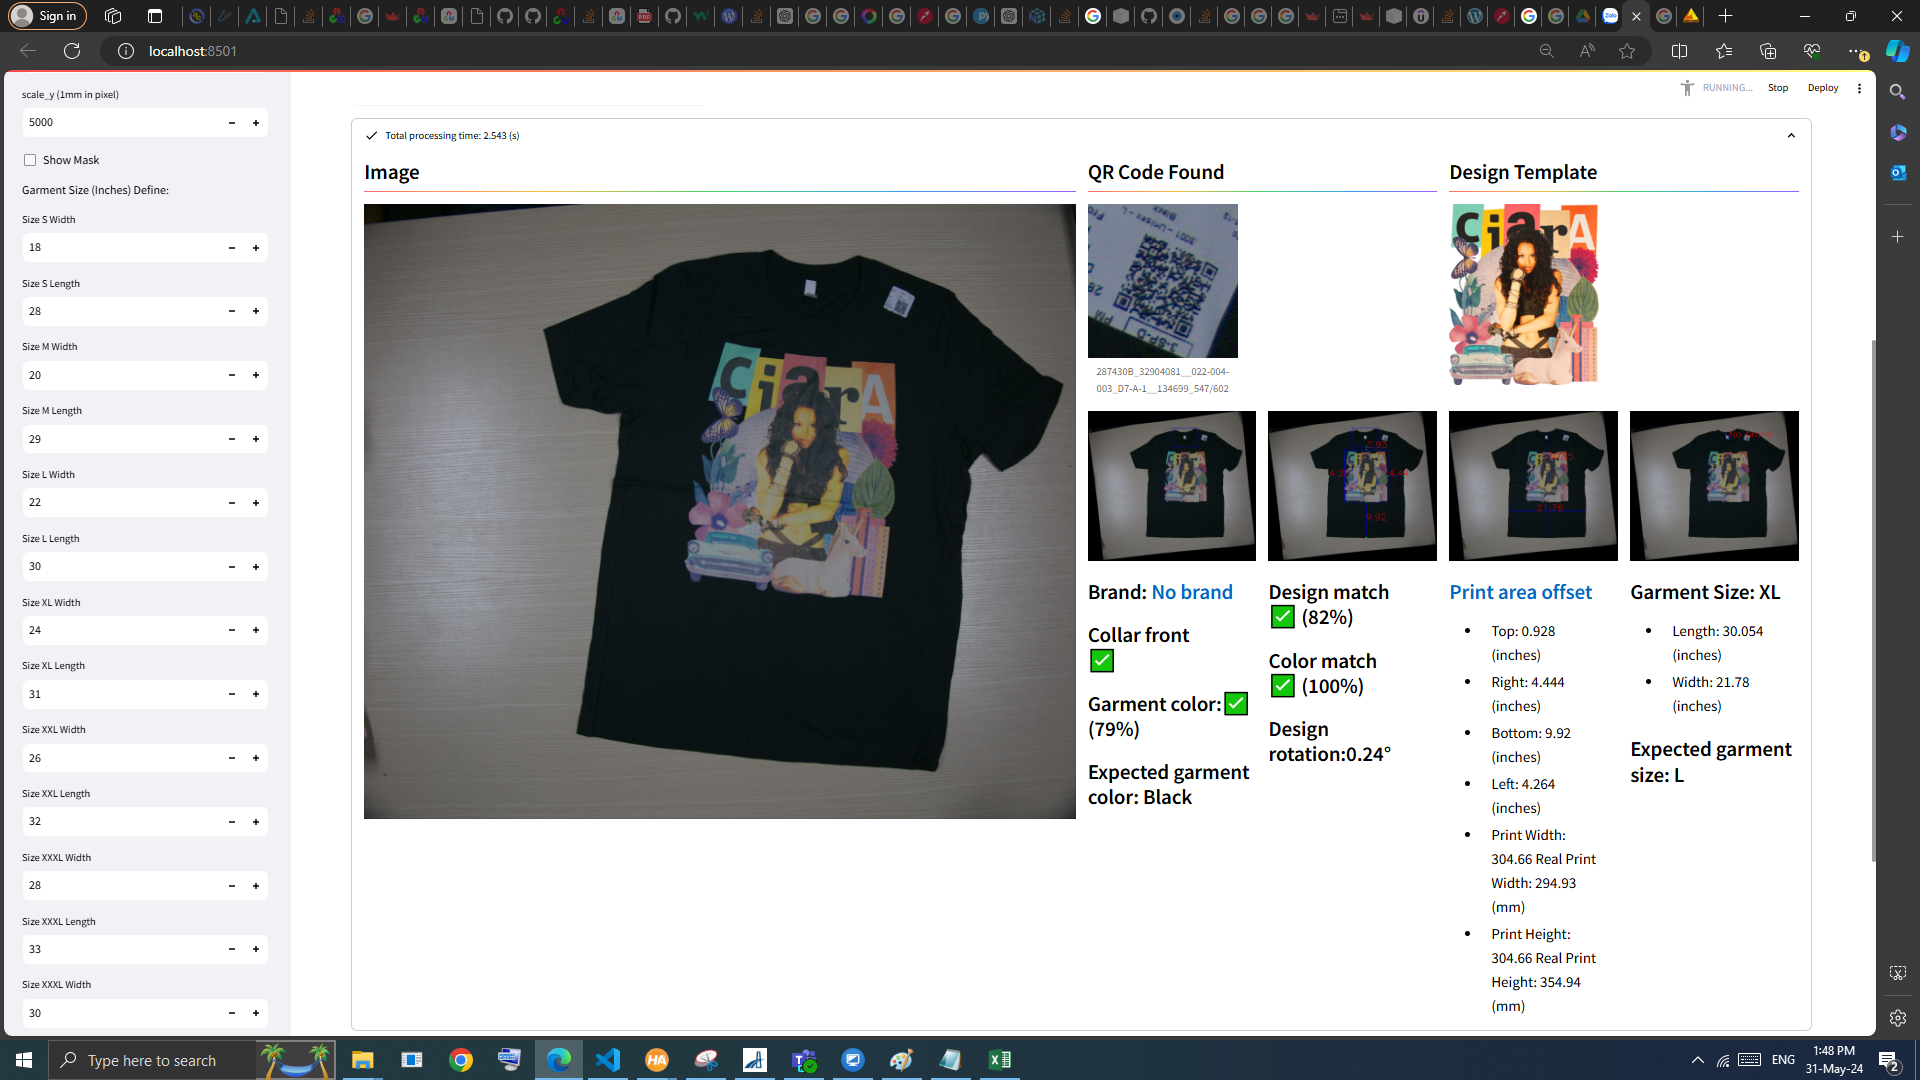 Sign in
localhost:8501
RUNNING...
Stop
Deploy
scale_y (1mm in pixel)
5000
Show Mask
Garment Size (Inches) Define:
Size S Width
18
Size S Length
28
Size M Width
20
Size M Length
29
Size L Width
22
Size L Length
30
Size XL Width
24
Size XL Length
31
Size XXL Width
26
Size XXL Length
32
Size XXXL Width
28
Size XXXL Length
33
Size XXXL Width
30
Total processing time: 2.543 (s)
Image
CiarA
QR Code Found
3001 - Unisex - L
287430B_32904081__022-004-
003_D7-A-1__134699_547/602
Design Template
CiarA
9.92
21.78
Brand: No brand
Collar front
Garment color:
(79%)
Expected garment
color: Black
Design match
(82%)
Color match
(100%)
Design
rotation:0.24°
Print area offset
Top: 0.928
(inches)
Right: 4.444
(inches)
Bottom: 9.92
(inches)
Left: 4.264
(inches)
Print Width:
304.66 Real Print
Width: 294.93
(mm)
Print Height:
304.66 Real Print
Height: 354.94
(mm)
Garment Size: XL
Length: 30.054
(inches)
Width: 21.78
(inches)
Expected garment
size: L
Type here to search
ENG
1:48 PM
31-May-24
2